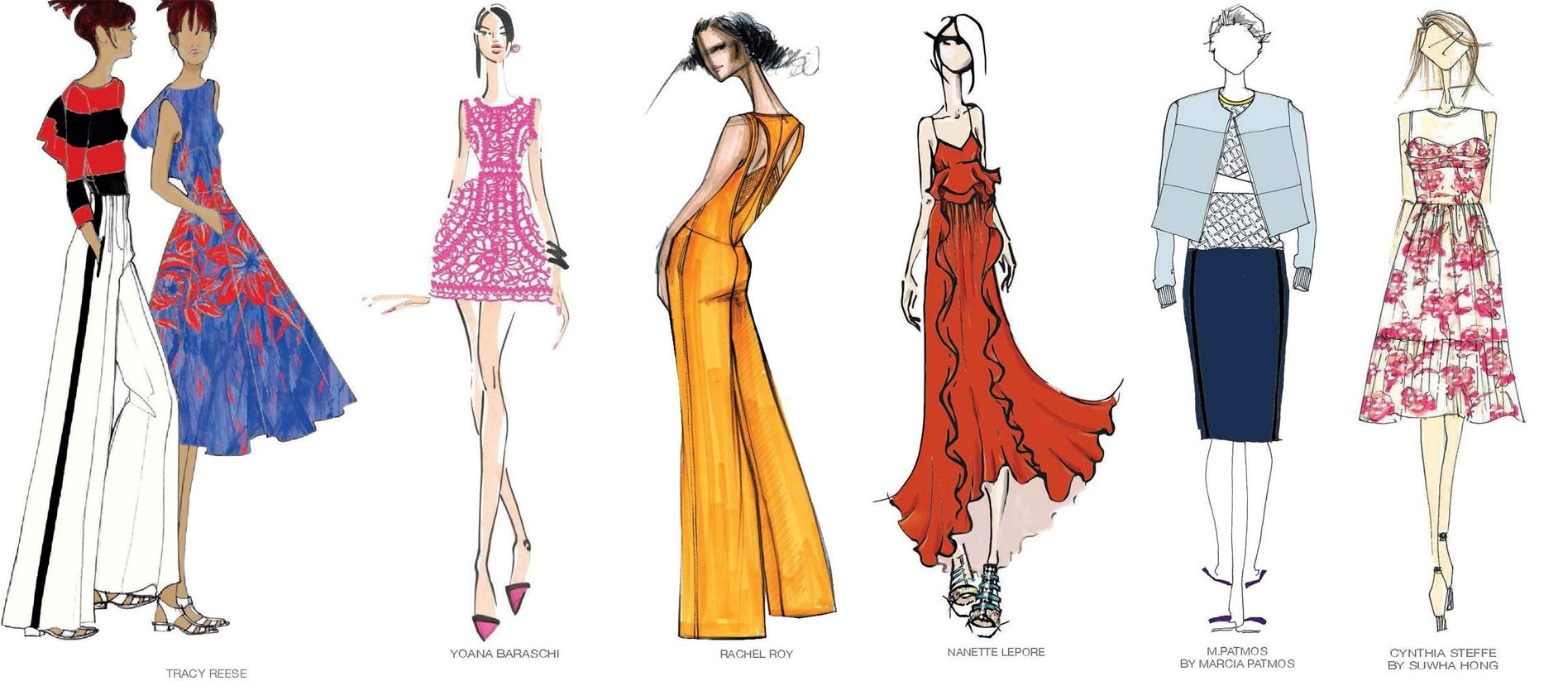 TRACY REESE
YOANA BARASCHI
RACHEL ROY
NANETTE LEPORE
M.PATMOS
BY MARCIA PATMOS
CYNTHIA STEFFE
BY SUWHA HONG